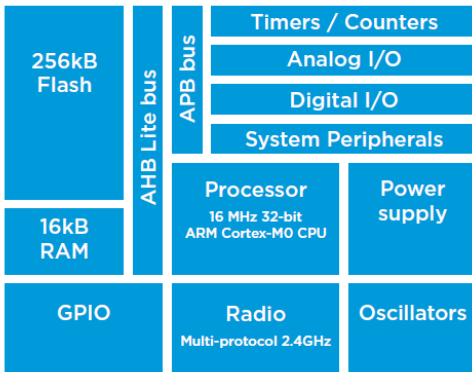 256kB
Flash
16kB
RAM
AHB Lite bus
APB bus
Timers / Counters
Analog I/O
Digital I/O
System Peripherals
Processor
16 MHz 32-bit
ARM Cortex-M0 CPU
Power
supply
GPIO
Radio
Multi-protocol 2.4GHz
Oscillators